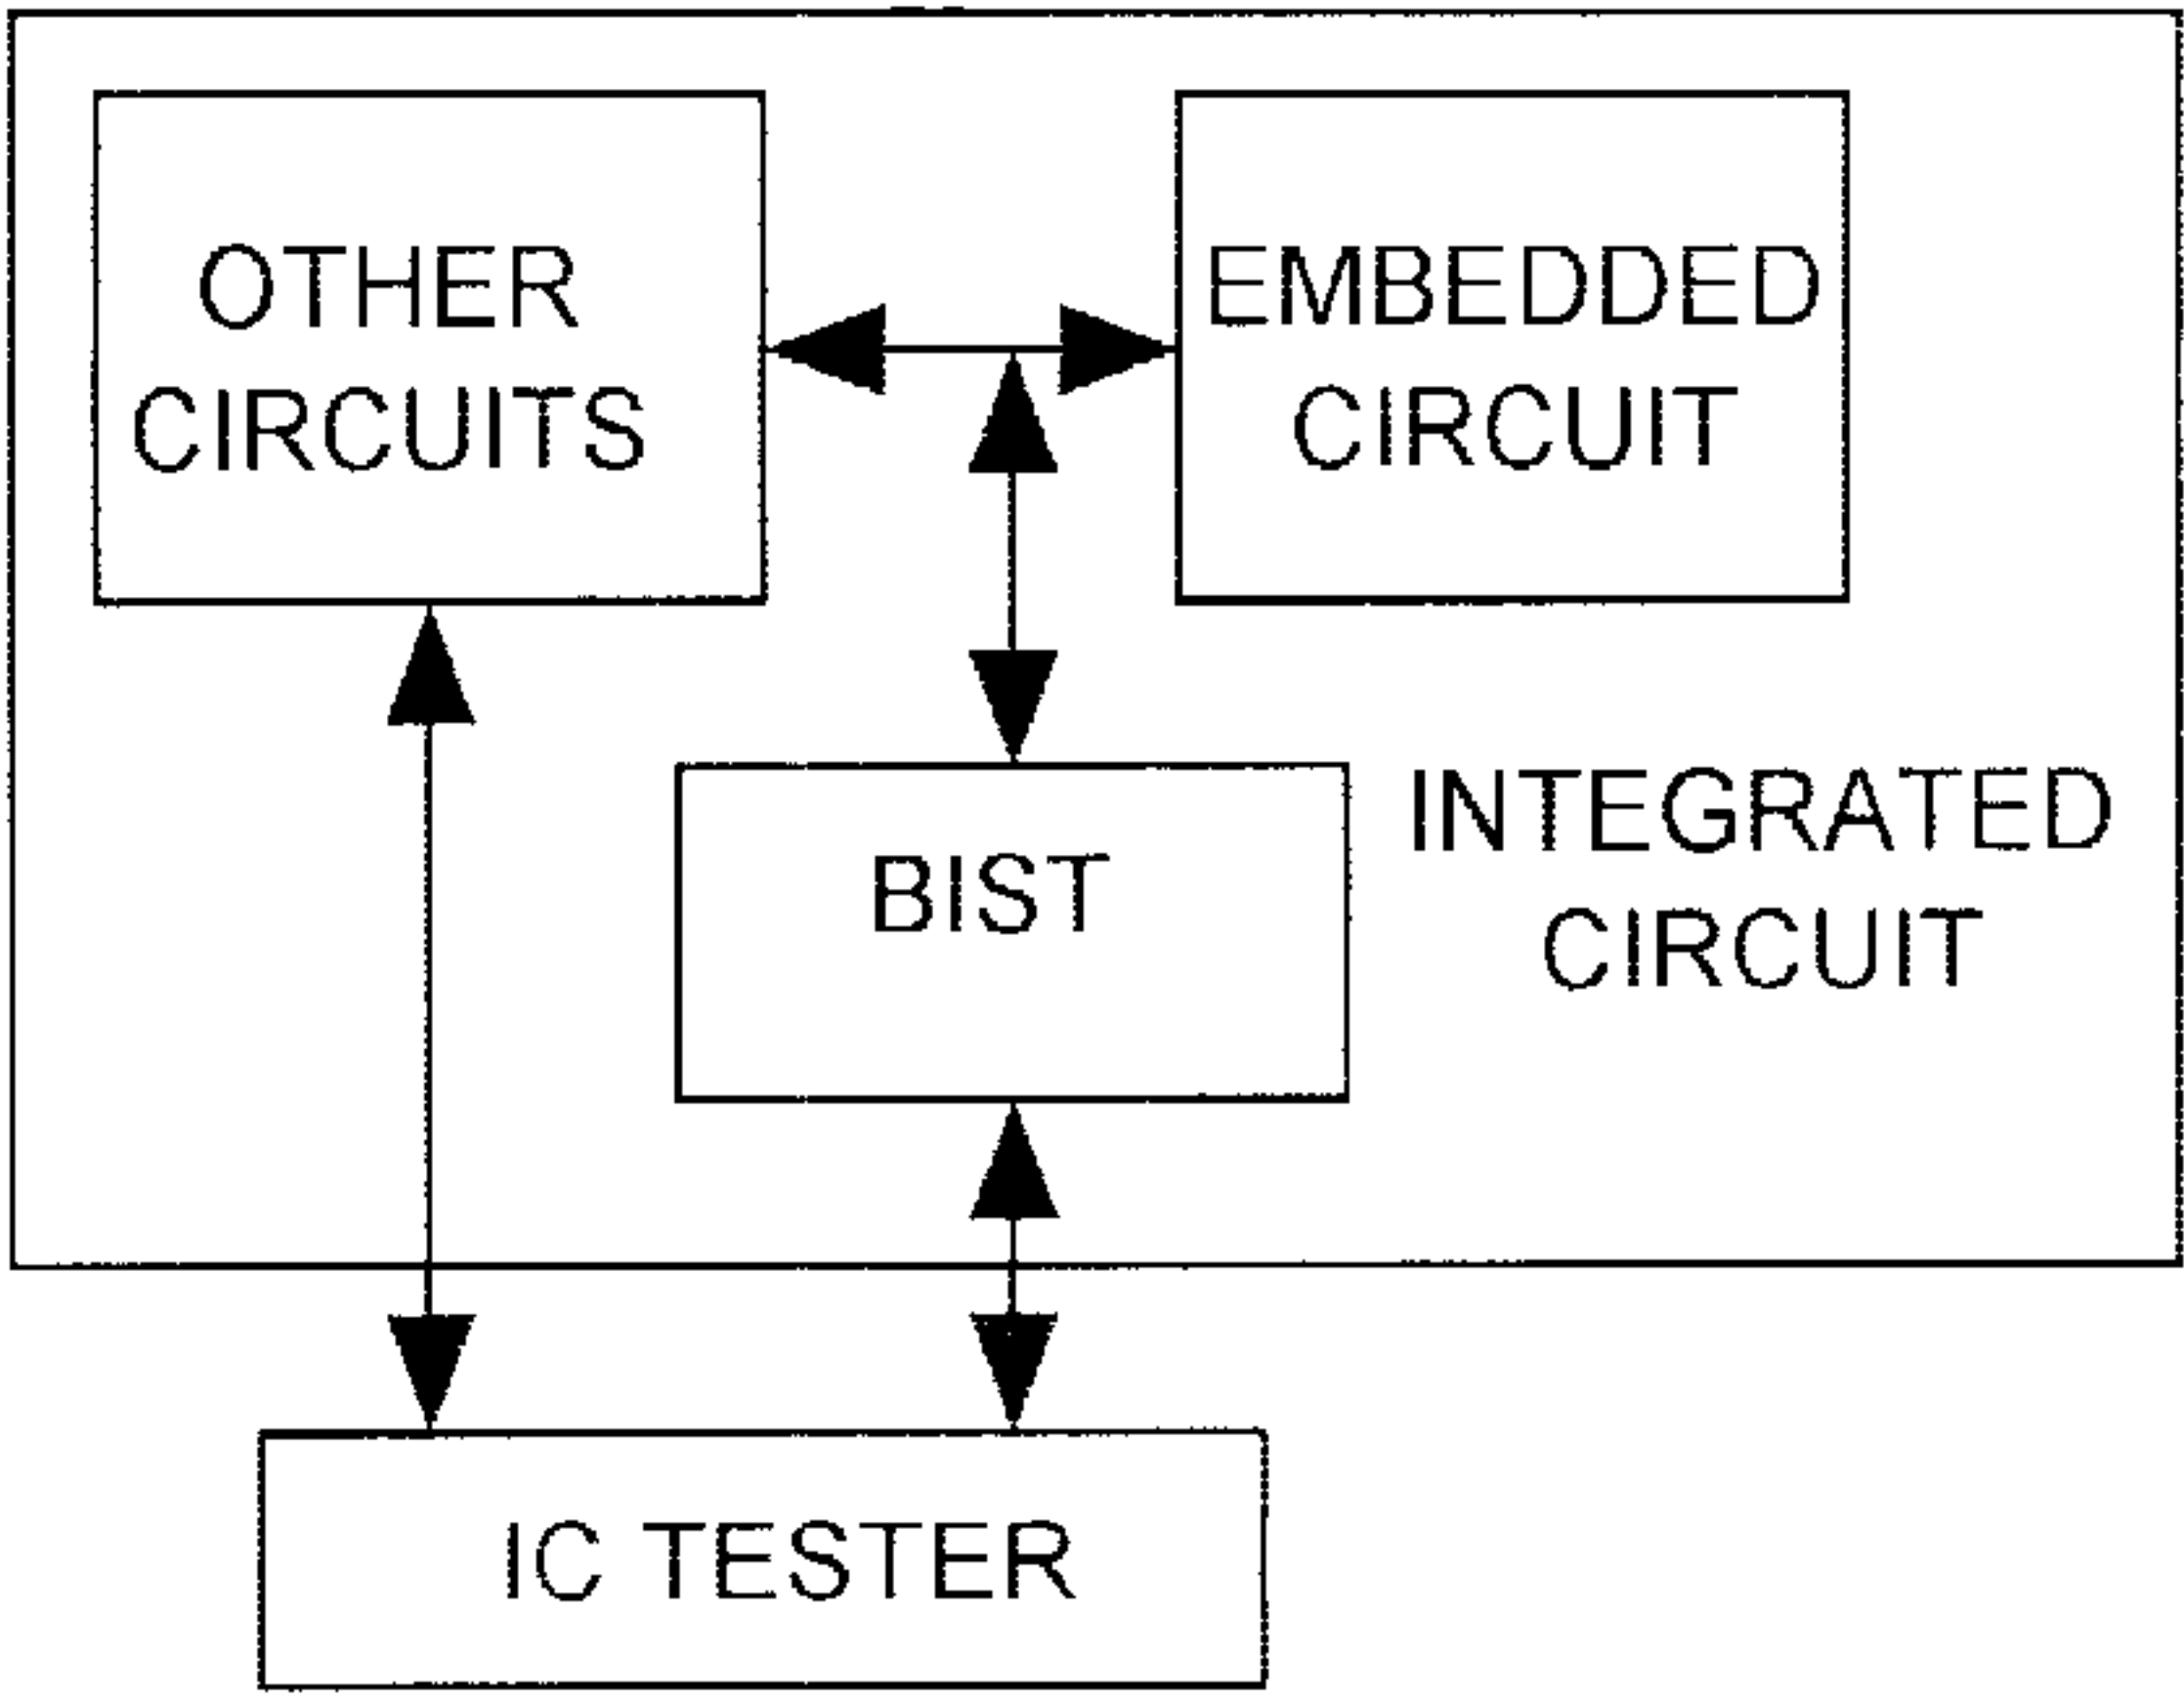 OTHER
CIRCUITS
EMBEDDED
CIRCUIT
BIST
INTEGRATED
CIRCUIT
IC TESTER